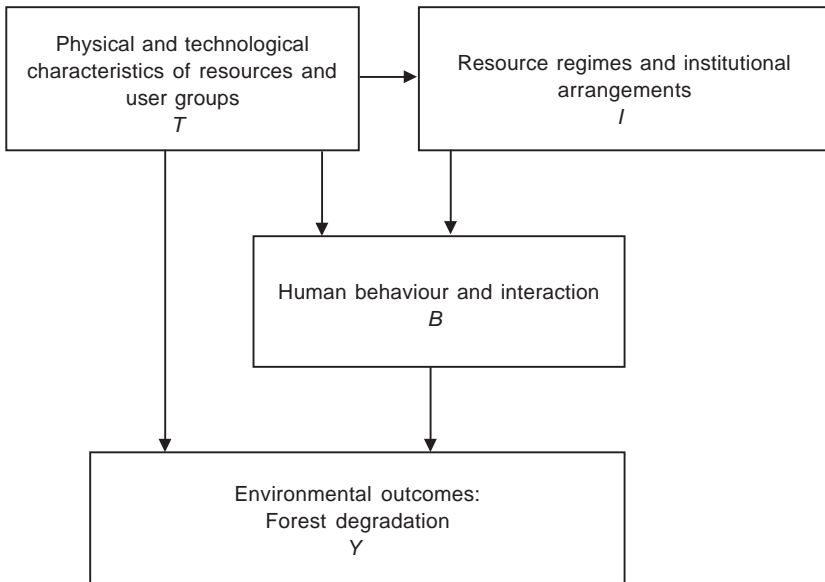 Physical and technological
characteristics of resources and
user groups
T
Resource regimes and institutional
arrangements
I
Human behaviour and interaction
B
Environmental outcomes:
Forest degradation
Y